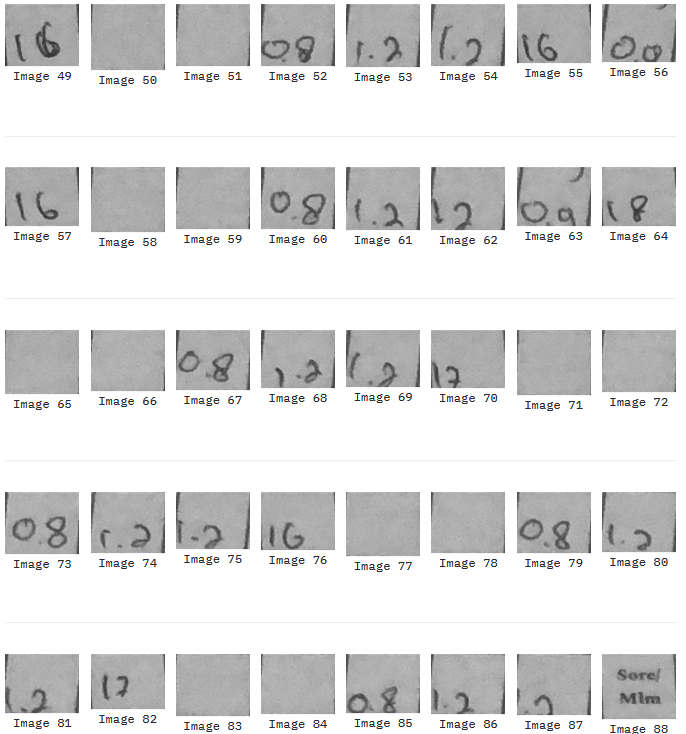 16 0.8 1.2 1.2 16 0.0
Image 49 Image 50 Image 51 Image 52 Image 53 Image 54 Image 55 Image 56
16 0.8 1.2 12 0.9 18
Image 57 Image 58 Image 59 Image 60 Image 61 Image 62 Image 63 Image 64
0.8 1.2 1.2 17
Image 65 Image 66 Image 67 Image 68 Image 69 Image 70 Image 71 Image 72
0.8 1.2 1.2 16 0.8 1.2
Image 73 Image 74 Image 75 Image 76 Image 77 Image 78 Image 79 Image 80
1.2 17 0.8 1.2 Sore/
Mlm
Image 81 Image 82 Image 83 Image 84 Image 85 Image 86 Image 87 Image 88